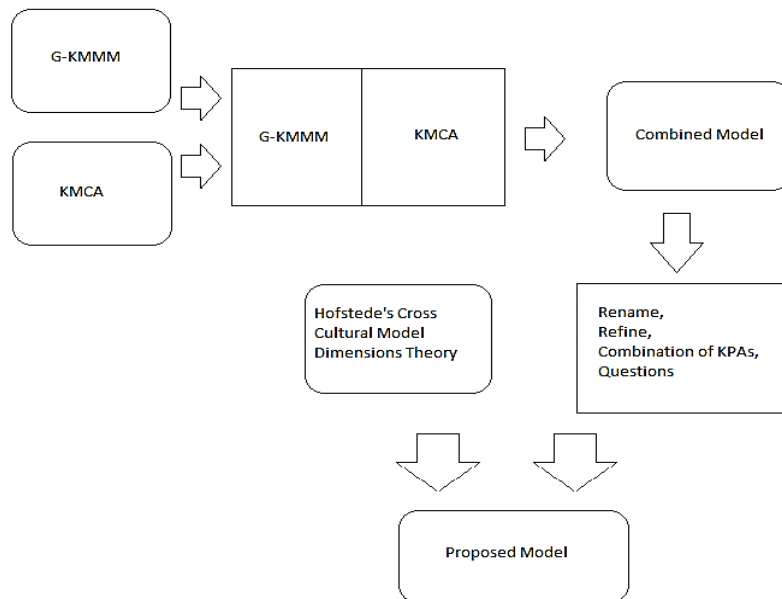 G-KMMM
KMCA
G-KMMM
KMCA
Combined Model
Hofstede's Cross
Cultural Model
Dimensions Theory
Rename,
Refine,
Combination of KPAs,
Questions
Proposed Model